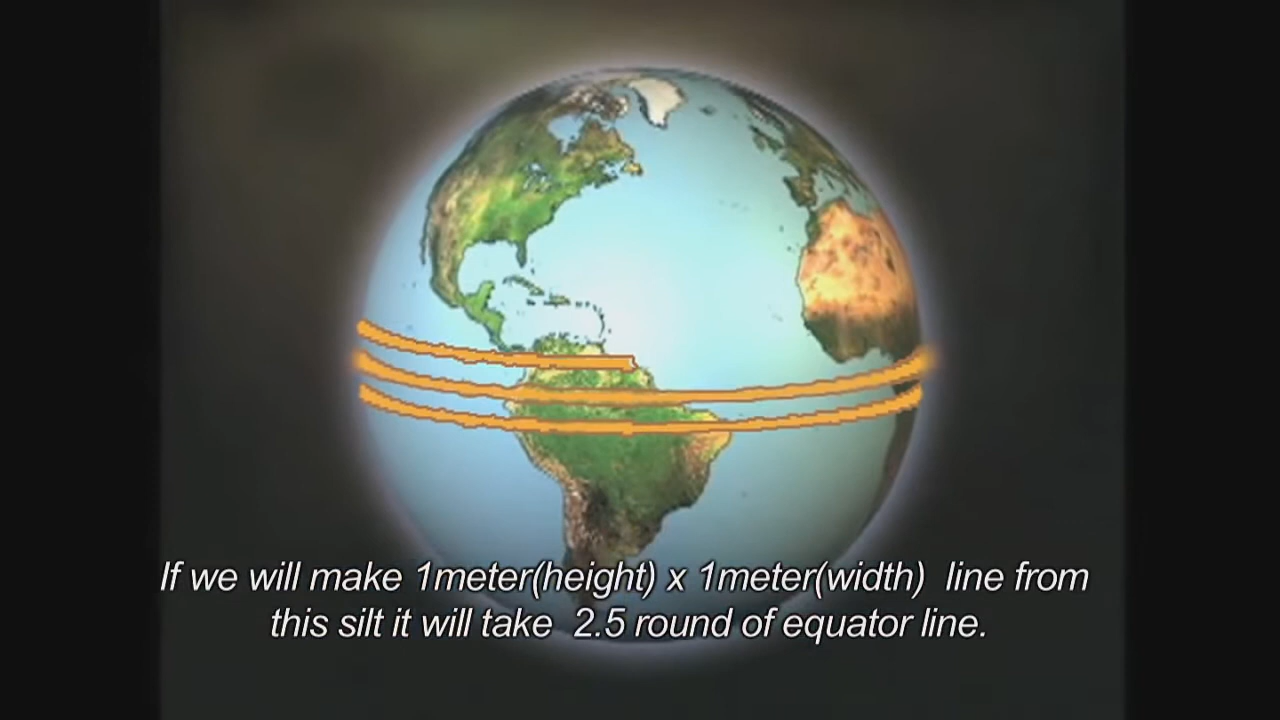 If we will make 1meter(height) x 1meter(width)  line from
this silt it will take  2.5 round of equator line.